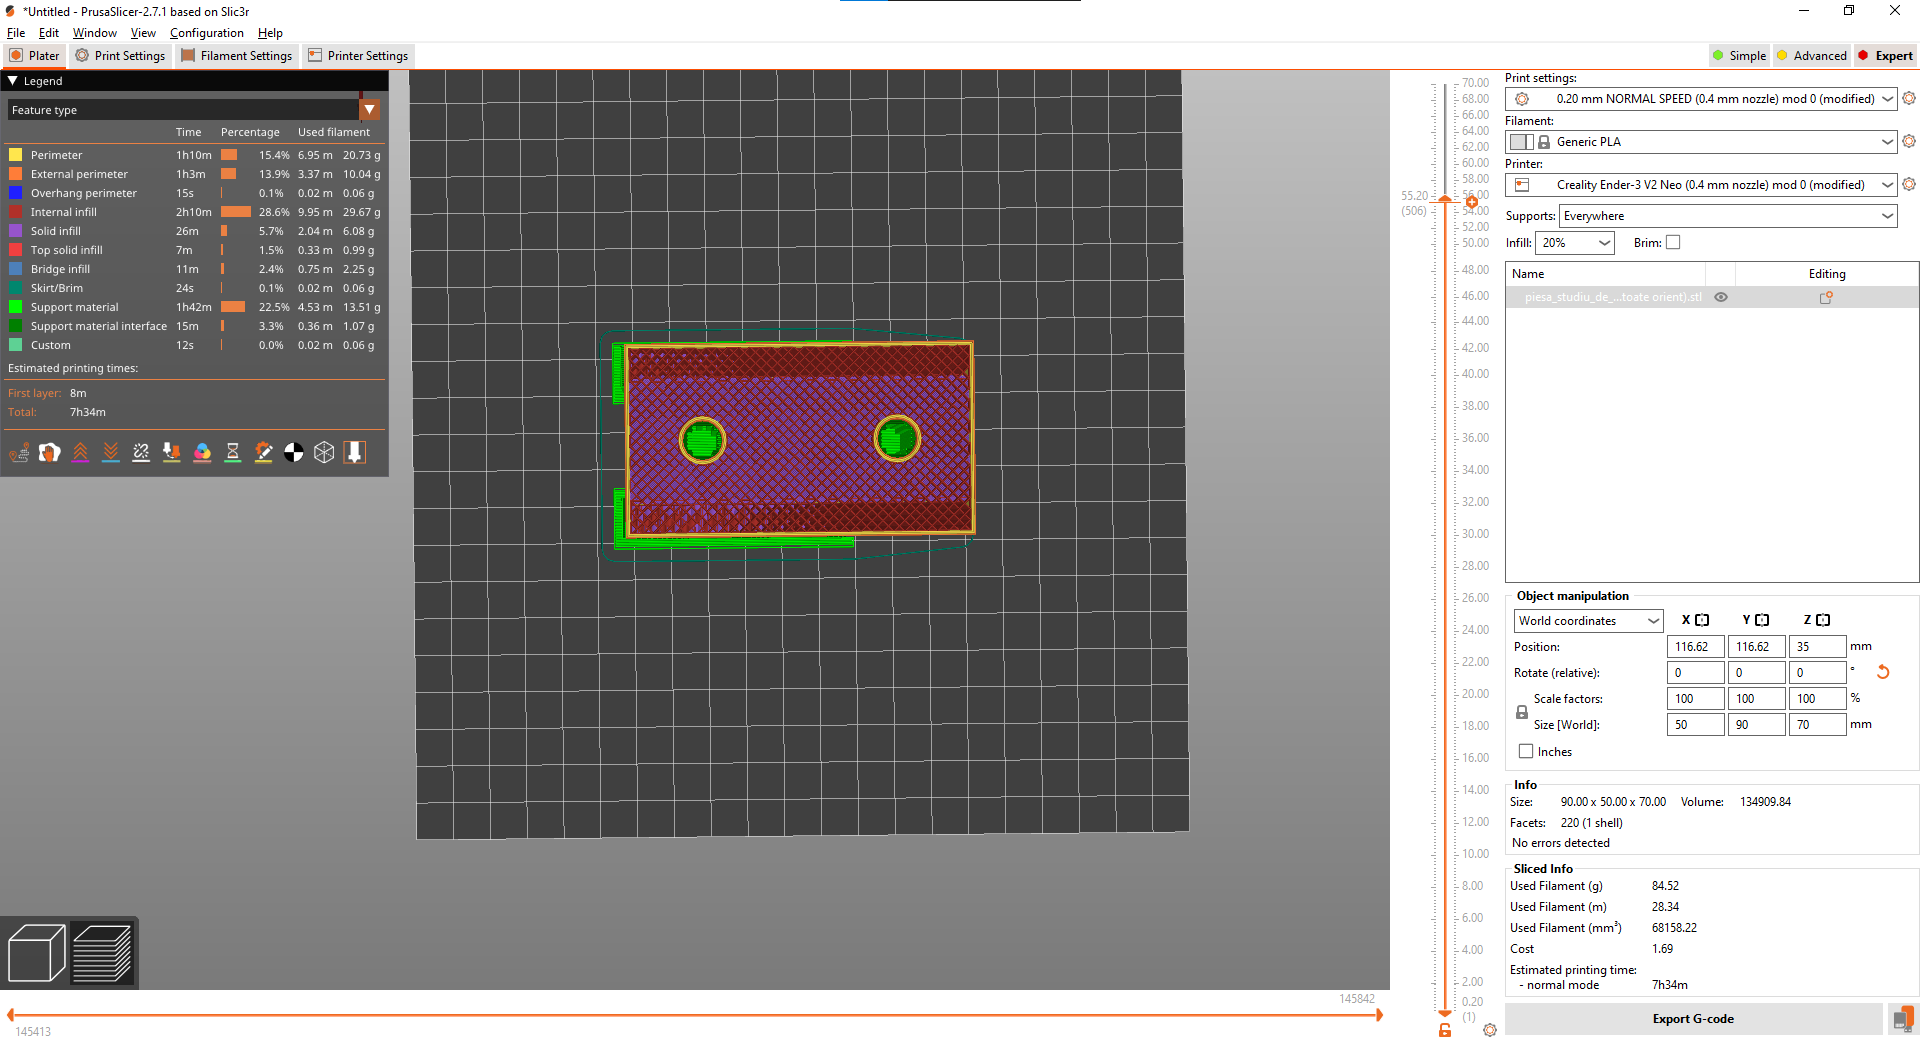 *Untitled - PrusaSlicer-2.7.1 based on Slic3r
File Edit Window View Configuration Help
Plater Print Settings Filament Settings Printer Settings Simple Advanced Expert
Legend
Feature type
Time Percentage Used filament
Perimeter 1h10m 15.4% 6.95 m 20.73 g
External perimeter 1h3m 13.9% 3.37 m 10.04 g
Overhang perimeter 15s 0.1% 0.02 m 0.06 g
Internal infill 2h10m 28.6% 9.95 m 29.67 g
Solid infill 26m 5.7% 2.04 m 6.08 g
Top solid infill 7m 1.5% 0.33 m 0.99 g
Bridge infill 11m 2.4% 0.75 m 2.25 g
Skirt/Brim 24s 0.1% 0.02 m 0.06 g
Support material 1h42m 22.5% 4.53 m 13.51 g
Support material interface 15m 3.3% 0.36 m 1.07 g
Custom 12s 0.0% 0.02 m 0.06 g
Estimated printing times:
First layer: 8m
Total: 7h34m
145413
145842
70.00
68.00
66.00
64.00
62.00
60.00
58.00
55.20 56.00
(506) 54.00
52.00
50.00
48.00
46.00
44.00
42.00
40.00
38.00
36.00
34.00
32.00
30.00
28.00
26.00
24.00
22.00
20.00
18.00
16.00
14.00
12.00
10.00
8.00
6.00
4.00
2.00
0.20
(1)
Print settings:
0.20 mm NORMAL SPEED (0.4 mm nozzle) mod 0 (modified)
Filament:
Generic PLA
Printer:
Creality Ender-3 V2 Neo (0.4 mm nozzle) mod 0 (modified)
Supports: Everywhere
Infill: 20% Brim:
Name Editing
piesa_studiu_de_...toate orient).stl
Object manipulation
World coordinates X Y Z
Position: 116.62 116.62 35 mm
Rotate (relative): 0 0 0 °
Scale factors: 100 100 100 %
Size [World]: 50 90 70 mm
Inches
Info
Size: 90.00 x 50.00 x 70.00 Volume: 134909.84
Facets: 220 (1 shell)
No errors detected
Sliced Info
Used Filament (g) 84.52
Used Filament (m) 28.34
Used Filament (mm³) 68158.22
Cost 1.69
Estimated printing time:
- normal mode 7h34m
Export G-code